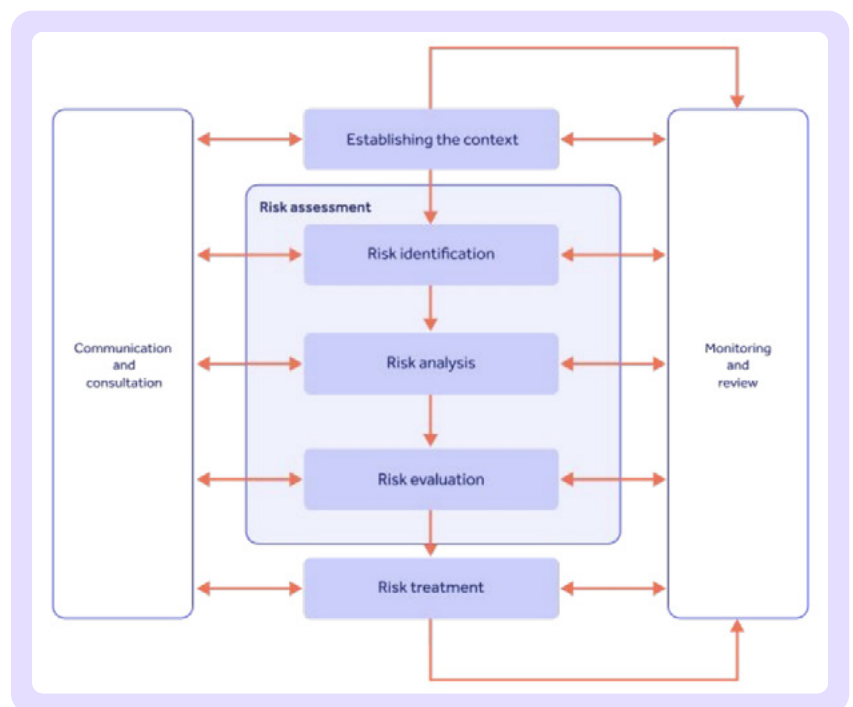 Establishing the context
Risk assessment
Risk identification
Communication
and
consultation
Risk analysis
Monitoring
and
review
Risk evaluation
Risk treatment